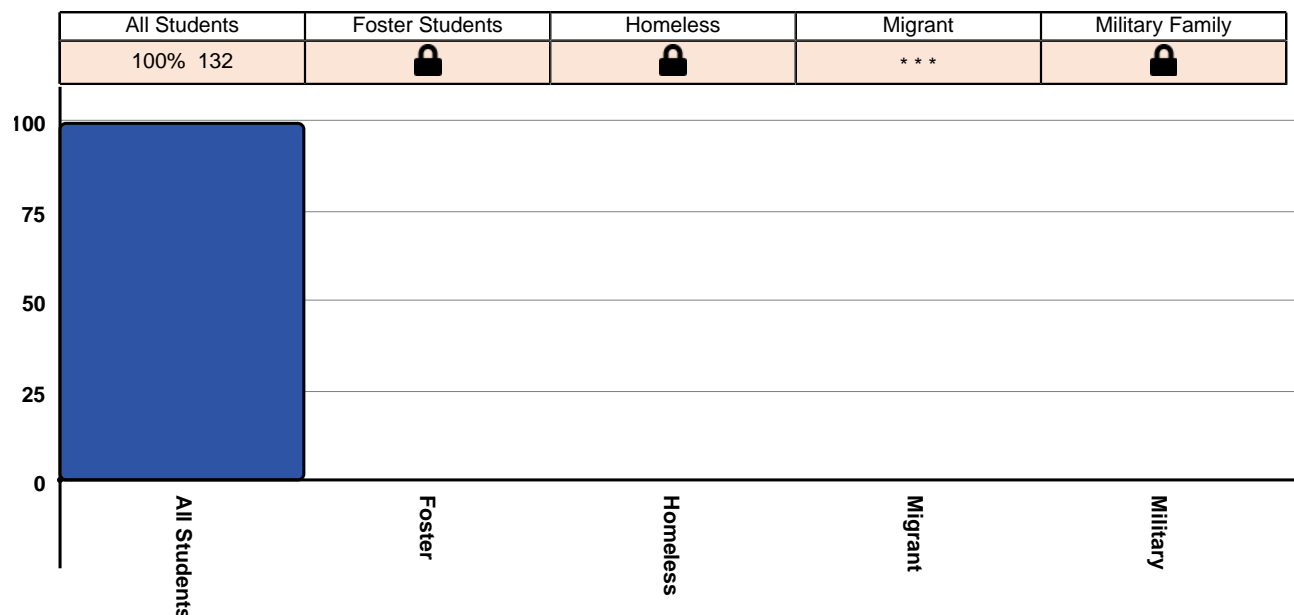 All Students Foster Students Homeless Migrant Military Family
100% 132 * * *
100
75
50
25
0
All Students Foster Homeless Migrant Military